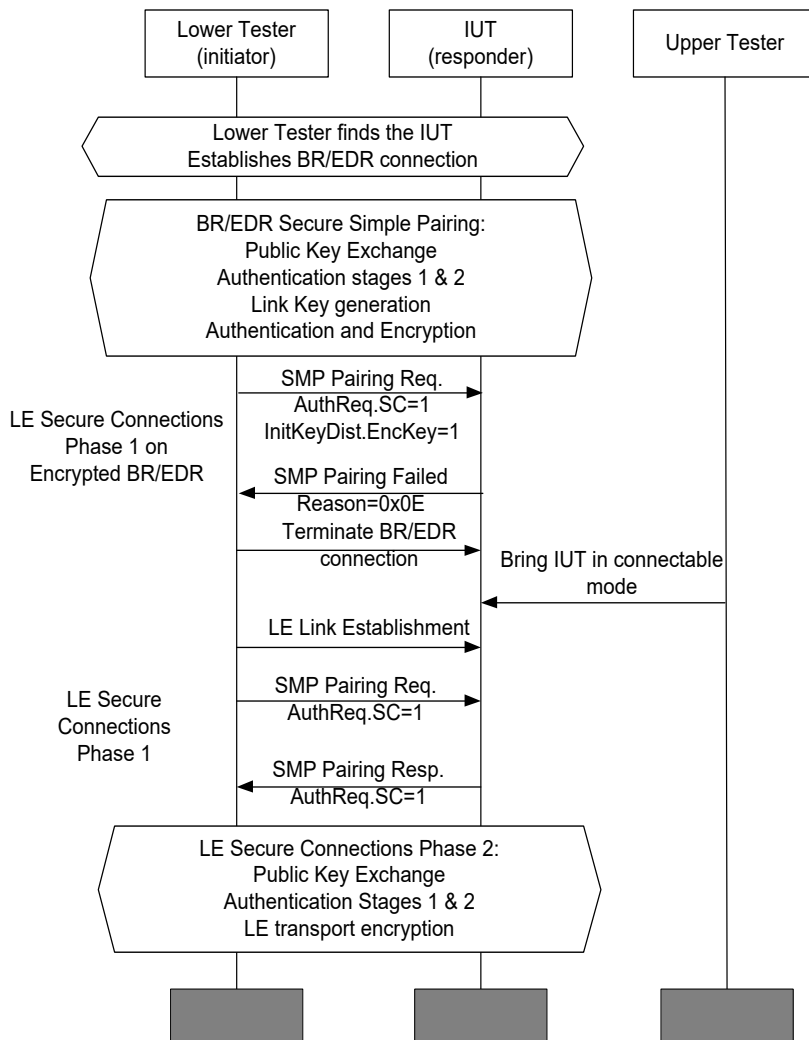 Lower Tester
(initiator)
IUT
(responder)
Upper Tester
Lower Tester finds the IUT
Establishes BR/EDR connection
BR/EDR Secure Simple Pairing:
Public Key Exchange
Authentication stages 1 & 2
Link Key generation
Authentication and Encryption
LE Secure Connections
Phase 1 on
Encrypted BR/EDR
SMP Pairing Req.
AuthReq.SC=1
InitKeyDist.EncKey=1
SMP Pairing Failed
Reason=0x0E
Terminate BR/EDR
connection
Bring IUT in connectable
mode
LE Link Establishment
LE Secure
Connections
Phase 1
SMP Pairing Req.
AuthReq.SC=1
SMP Pairing Resp.
AuthReq.SC=1
LE Secure Connections Phase 2:
Public Key Exchange
Authentication Stages 1 & 2
LE transport encryption